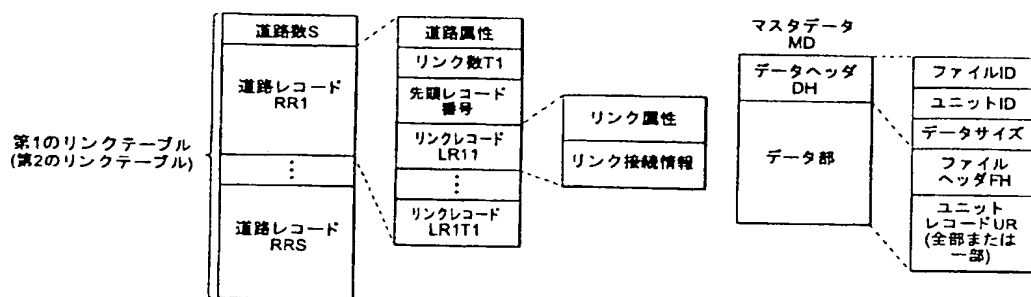 第1のリンクテーブル
(第2のリンクテーブル)
道路数S
道路レコード
RR1
⋮
道路レコード
RRS
道路属性
リンク数T1
先頭レコード
番号
リンクレコード
LR11
⋮
リンクレコード
LR1T1
リンク属性
リンク接続情報
マスタデータ
MD
データヘッダ
DH
データ部
ファイルID
ユニットID
データサイズ
ファイル
ヘッダFH
ユニット
レコードUR
(全部または
一部)